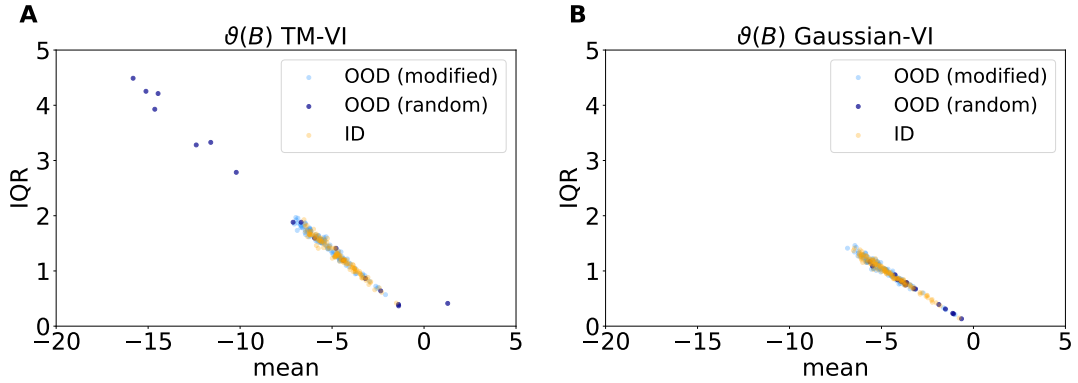 A
ϑ(B) TM-VI
OOD (modified)
OOD (random)
ID
5
4
3
2
1
0
IQR
−20
−15
−10
−5
0
5
mean
B
ϑ(B) Gaussian-VI
OOD (modified)
OOD (random)
ID
5
4
3
2
1
0
IQR
−20
−15
−10
−5
0
5
mean